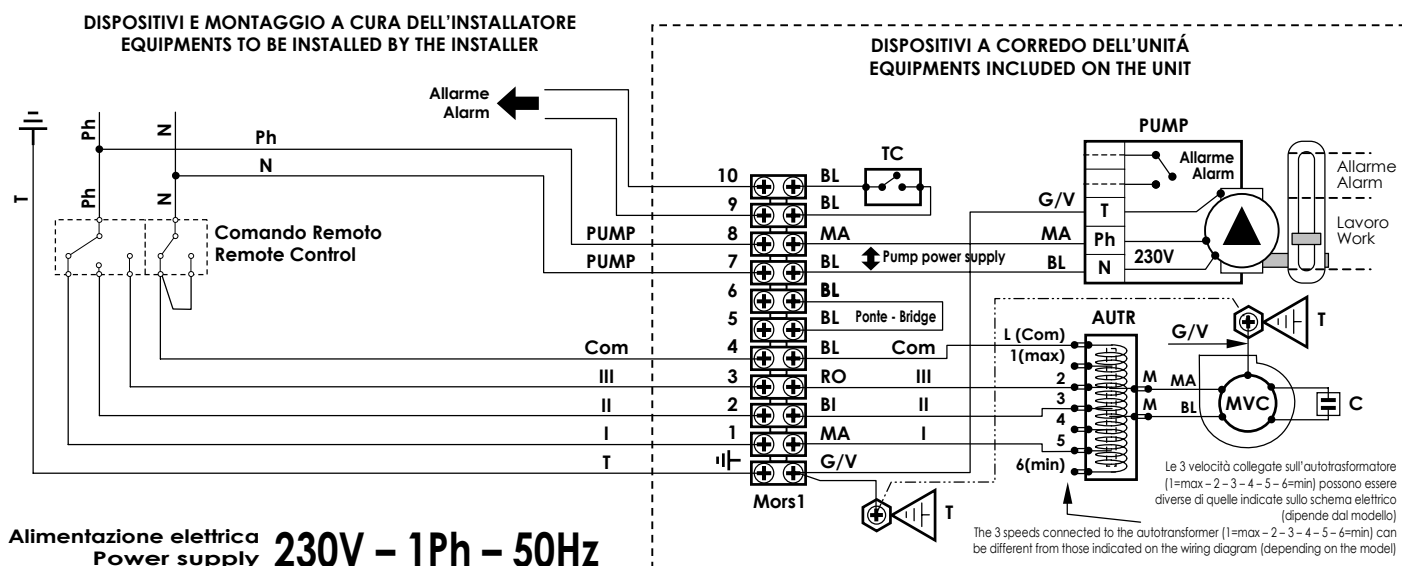 DISPOSITIVI E MONTAGGIO A CURA DELL'INSTALLATORE
EQUIPMENTS TO BE INSTALLED BY THE INSTALLER
DISPOSITIVI A CORREDO DELL'UNITÁ
EQUIPMENTS INCLUDED ON THE UNIT
Allarme
Alarm
Ph
N
Ph
N
Ph
N
T
Comando Remoto
Remote Control
PUMP
PUMP
Com
III
II
I
T
10
9
8
7
6
5
4
3
2
1
Mors1
BL
BL
MA
BL
BL
BL
BL
RO
BI
MA
G/V
TC
Pump power supply
Ponte - Bridge
Com
III
II
I
PUMP
Allarme
Alarm
G/V
T
MA
Ph
BL
N
230V
Allarme
Alarm
Lavoro
Work
AUTR
L (Com)
1(max)
2
3
4
5
6(min)
M
MA
M
BL
G/V
T
MVC
C
T
Le 3 velocità collegate sull'autotrasformatore
(1=max – 2 – 3 – 4 – 5 – 6=min) possono essere
diverse di quelle indicate sullo schema elettrico
(dipende dal modello)
The 3 speeds connected to the autotransformer (1=max – 2 – 3 – 4 – 5 – 6=min) can
be different from those indicated on the wiring diagram (depending on the model)
Alimentazione elettrica
Power supply
230V – 1Ph – 50Hz